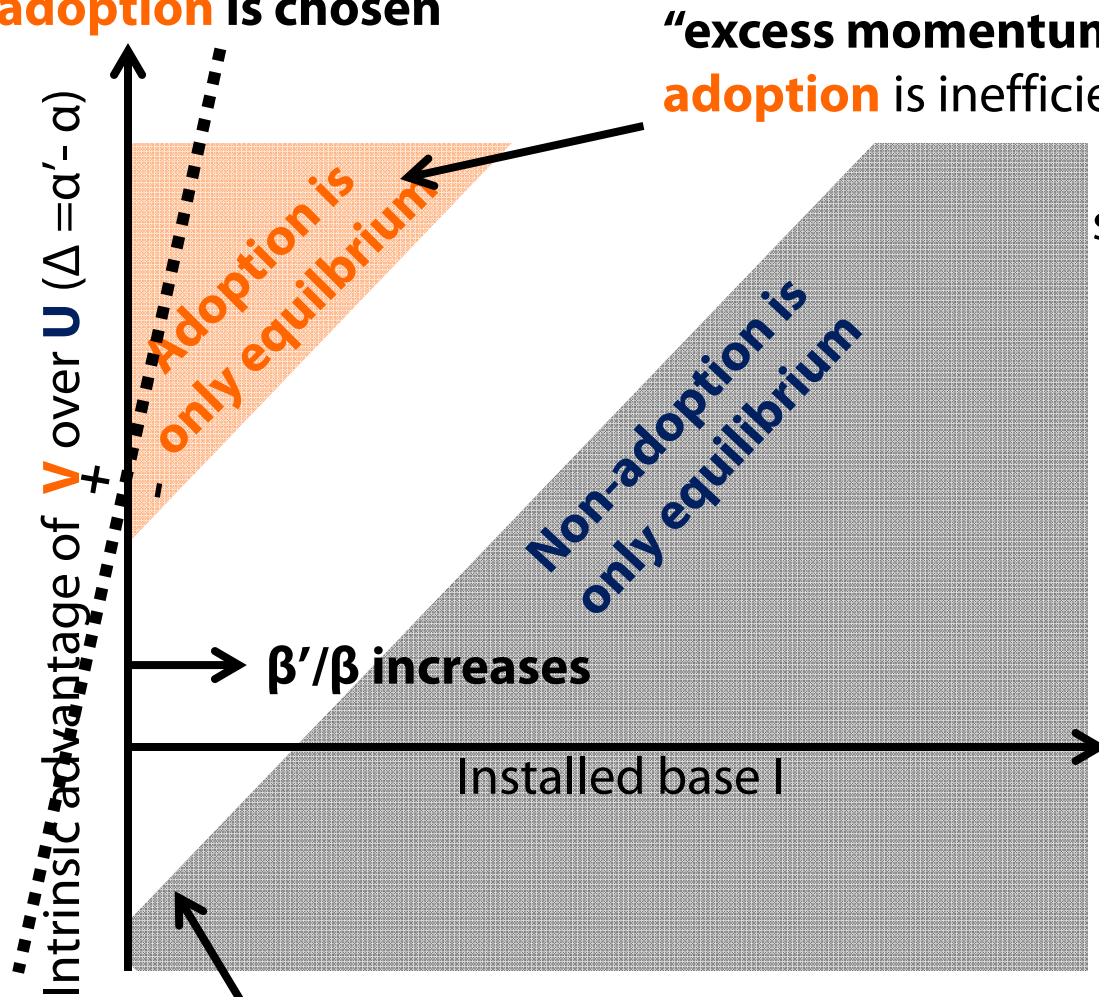 adoption is chosen
“excess momentum
adoption is inefficie
s
Intrinsic advantage of V over U (Δ =α’- α)
Adoption is
only equilbrium
Non-adoption is
only equilibrium
+
-
β’/β increases
Installed base I